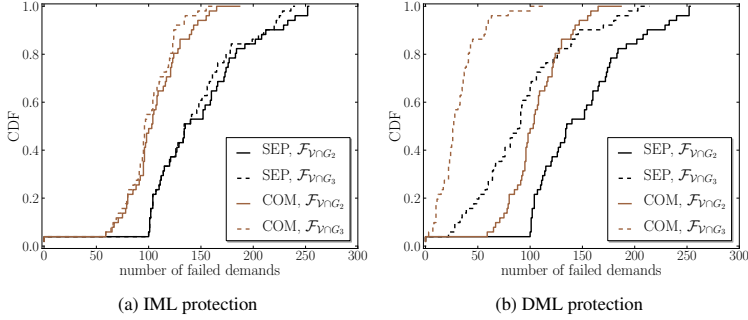 1.0
0.8
0.6
0.4
0.2
0.0
CDF
0 50 100 150 200 250 300
number of failed demands
SEP, 𝓕_{𝒱∩G₂}
SEP, 𝓕_{𝒱∩G₃}
COM, 𝓕_{𝒱∩G₂}
COM, 𝓕_{𝒱∩G₃}
(a) IML protection
1.0
0.8
0.6
0.4
0.2
0.0
CDF
0 50 100 150 200 250 300
number of failed demands
SEP, 𝓕_{𝒱∩G₂}
SEP, 𝓕_{𝒱∩G₃}
COM, 𝓕_{𝒱∩G₂}
COM, 𝓕_{𝒱∩G₃}
(b) DML protection